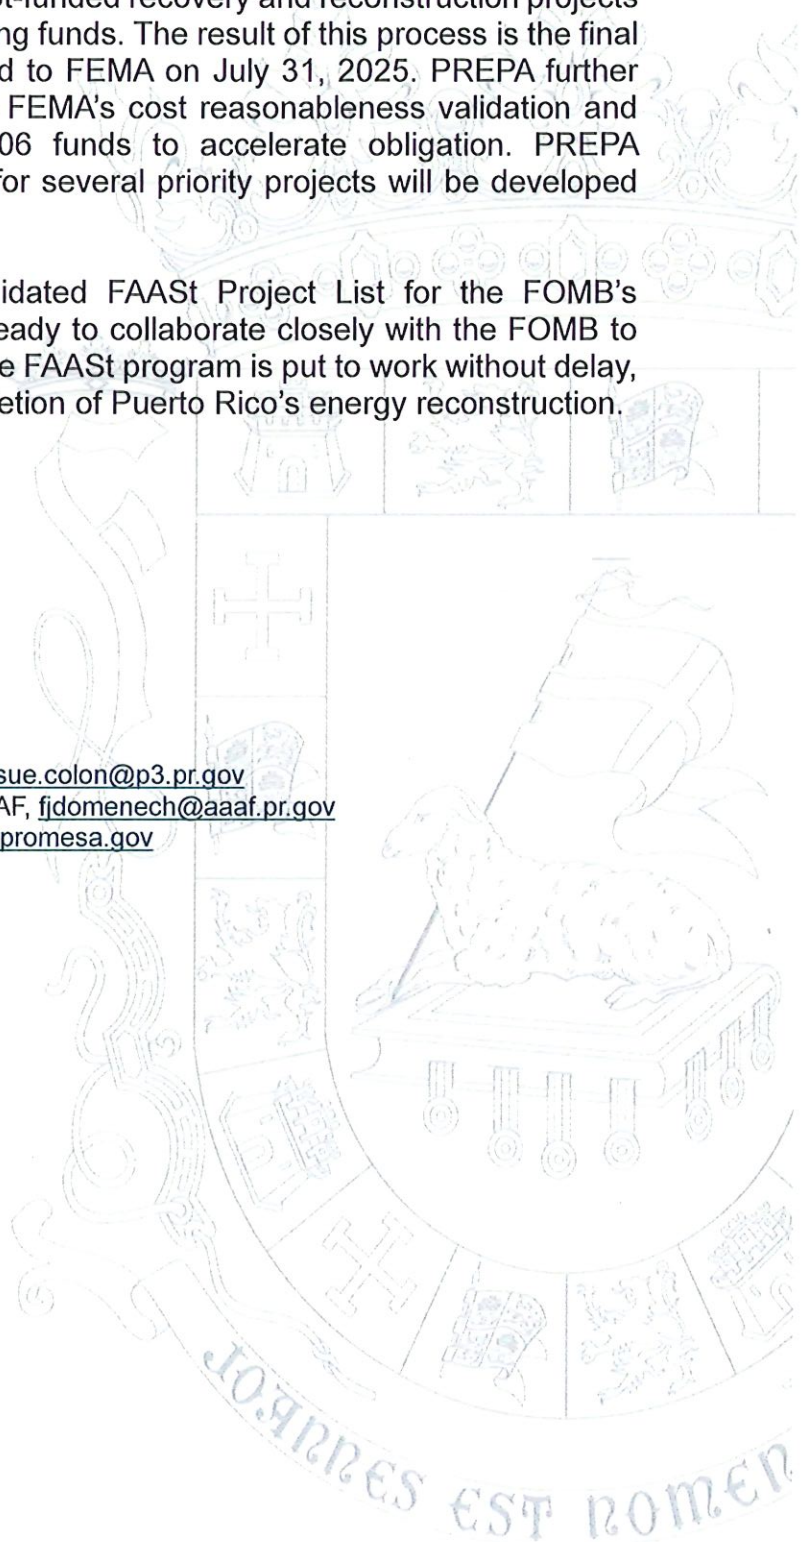 -funded recovery and reconstruction projects
ng funds. The result of this process is the final
d to FEMA on July 31, 2025. PREPA further
FEMA's cost reasonableness validation and
06 funds to accelerate obligation. PREPA
for several priority projects will be developed
idated FAASt Project List for the FOMB's
eady to collaborate closely with the FOMB to
e FAASt program is put to work without delay,
etion of Puerto Rico's energy reconstruction.
sue.colon@p3.pr.gov
AF, fjdomenech@aaaf.pr.gov
promesa.gov
JOANNES EST NOMEN